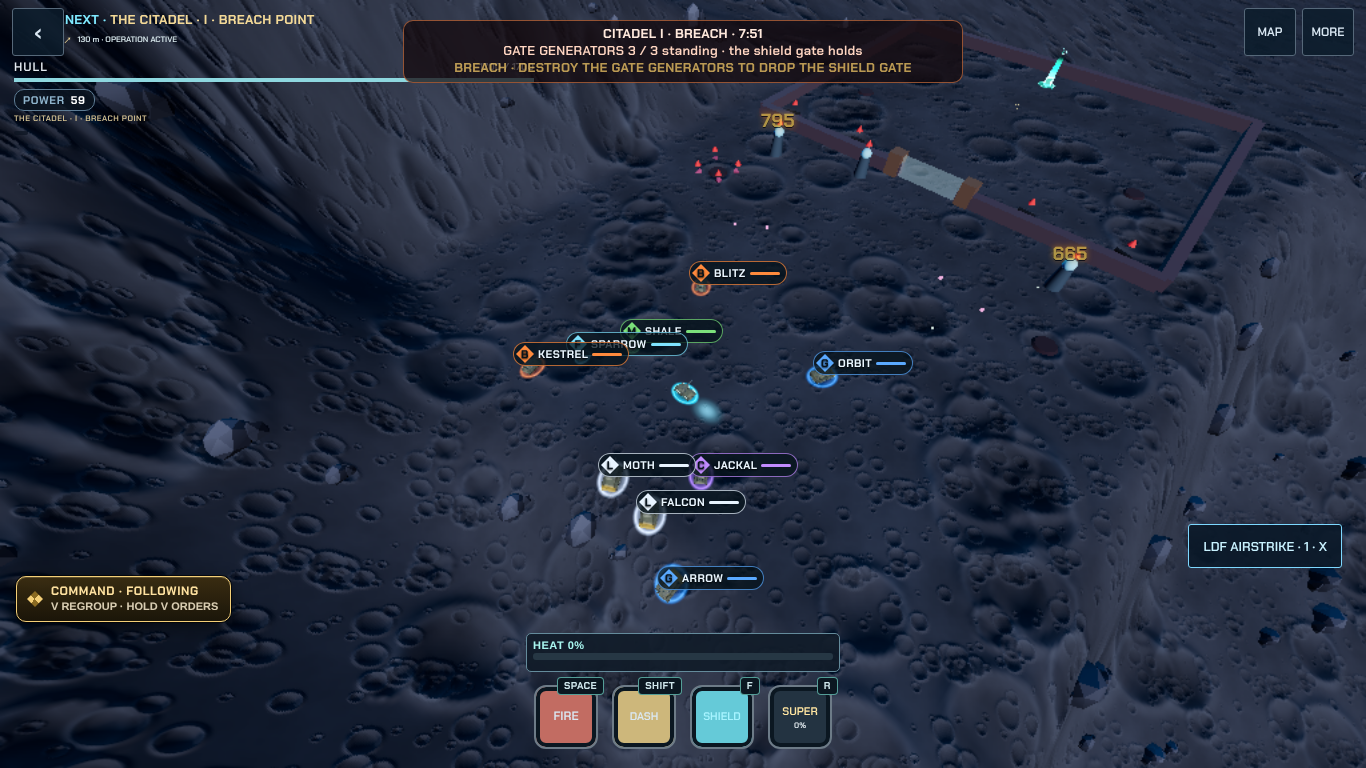 ‹
NEXT · THE CITADEL · I · BREACH POINT
130 m · OPERATION ACTIVE
HULL
POWER 59
THE CITADEL · I · BREACH POINT
CITADEL I · BREACH · 7:51
GATE GENERATORS 3 / 3 standing · the shield gate holds
BREACH · DESTROY THE GATE GENERATORS TO DROP THE SHIELD GATE
MAP
MORE
795
665
B BLITZ
SHALE
SPARROW
B KESTREL
G ORBIT
L MOTH
C JACKAL
L FALCON
G ARROW
LDF AIRSTRIKE · 1 · X
COMMAND · FOLLOWING
V REGROUP · HOLD V ORDERS
HEAT 0%
SPACE
FIRE
SHIFT
DASH
F
SHIELD
R
SUPER
0%